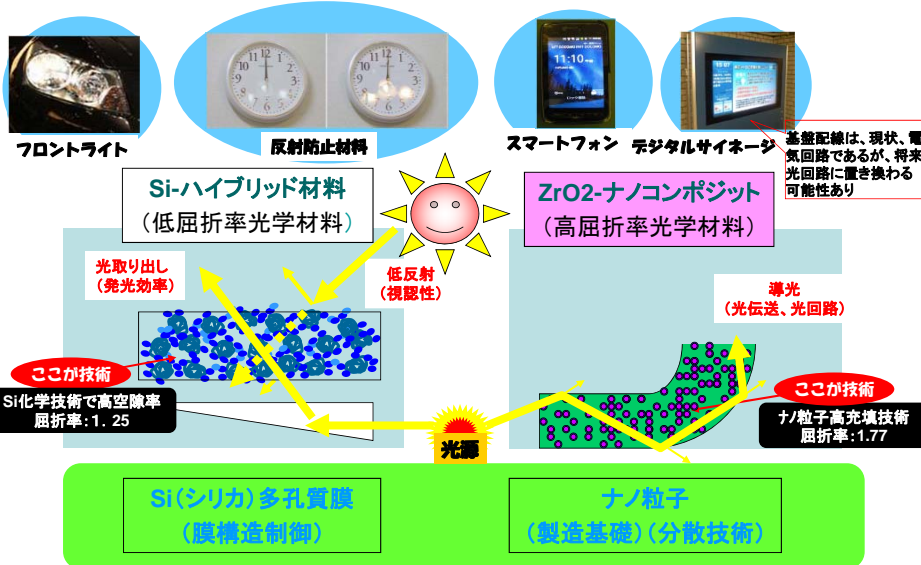 フロントライト
反射防止材料
スマートフォン
デジタルサイネージ
基盤配線は、現状、電
気回路であるが、将来
光回路に置き換わる
可能性あり
Si-ハイブリッド材料
(低屈折率光学材料)
ZrO2-ナノコンポジット
(高屈折率光学材料)
光取り出し
(発光効率)
低反射
(視認性)
導光
(光伝送、光回路)
ここが技術
Si化学技術で高空隙率
屈折率:1.25
ここが技術
ナノ粒子高充填技術
屈折率:1.77
光源
Si(シリカ)多孔質膜
(膜構造制御)
ナノ粒子
(製造基礎)(分散技術)
11:10